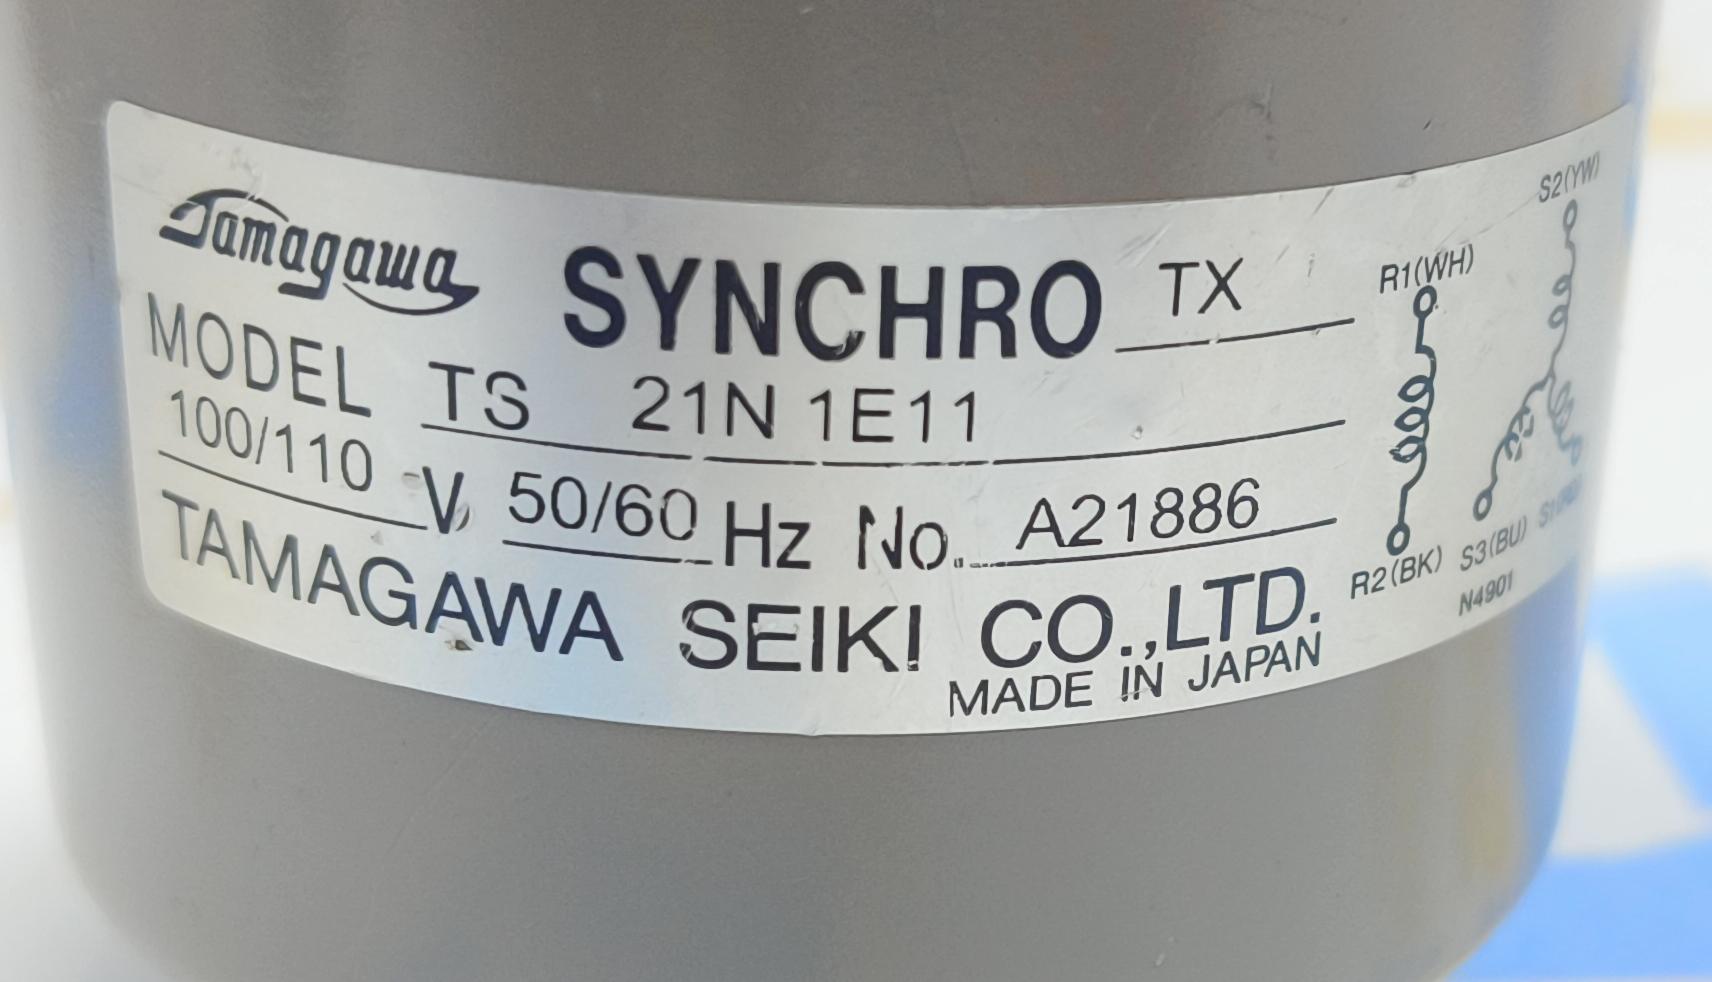 Tamagawa SYNCHRO TX
MODEL TS 21N 1E11
100/110 V, 50/60 Hz No. A21886
TAMAGAWA SEIKI CO.,LTD.
MADE IN JAPAN
R1(WH)
R2(BK)
S2(YW)
S3(BU)
N4901